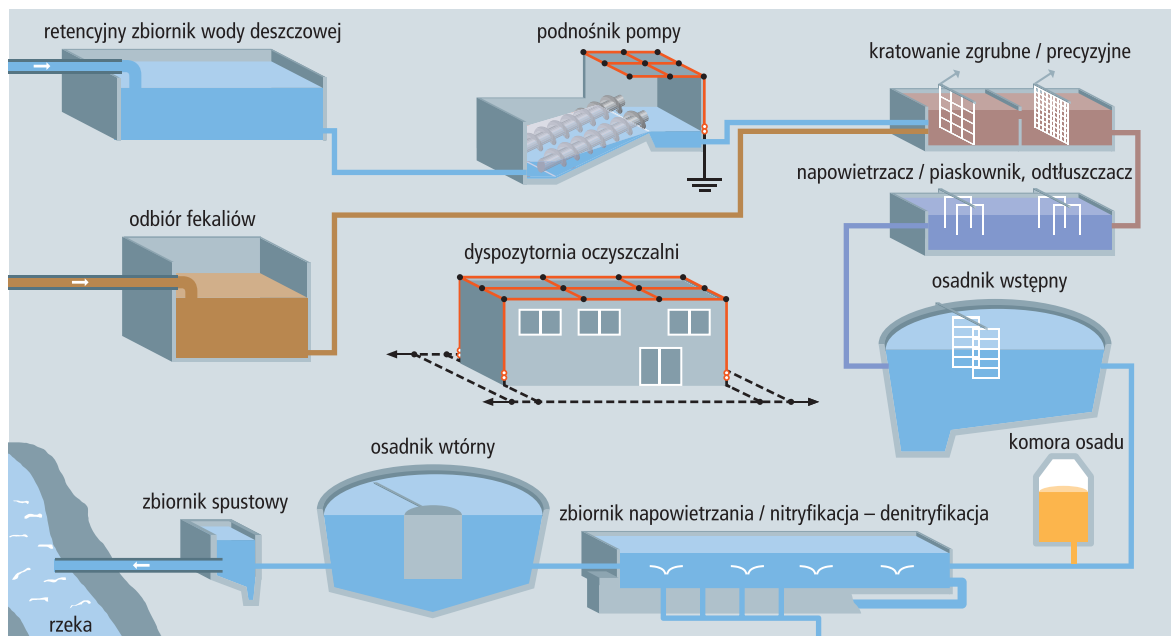 retencyjny zbiornik wody deszczowej
podnośnik pompy
kratowanie zgrubne / precyzyjne
napowietrzacz / piaskownik, odtłuszczacz
odbiór fekaliów
dyspozytornia oczyszczalni
osadnik wstępny
komora osadu
osadnik wtórny
zbiornik spustowy
zbiornik napowietrzania / nitryfikacja – denitryfikacja
rzeka